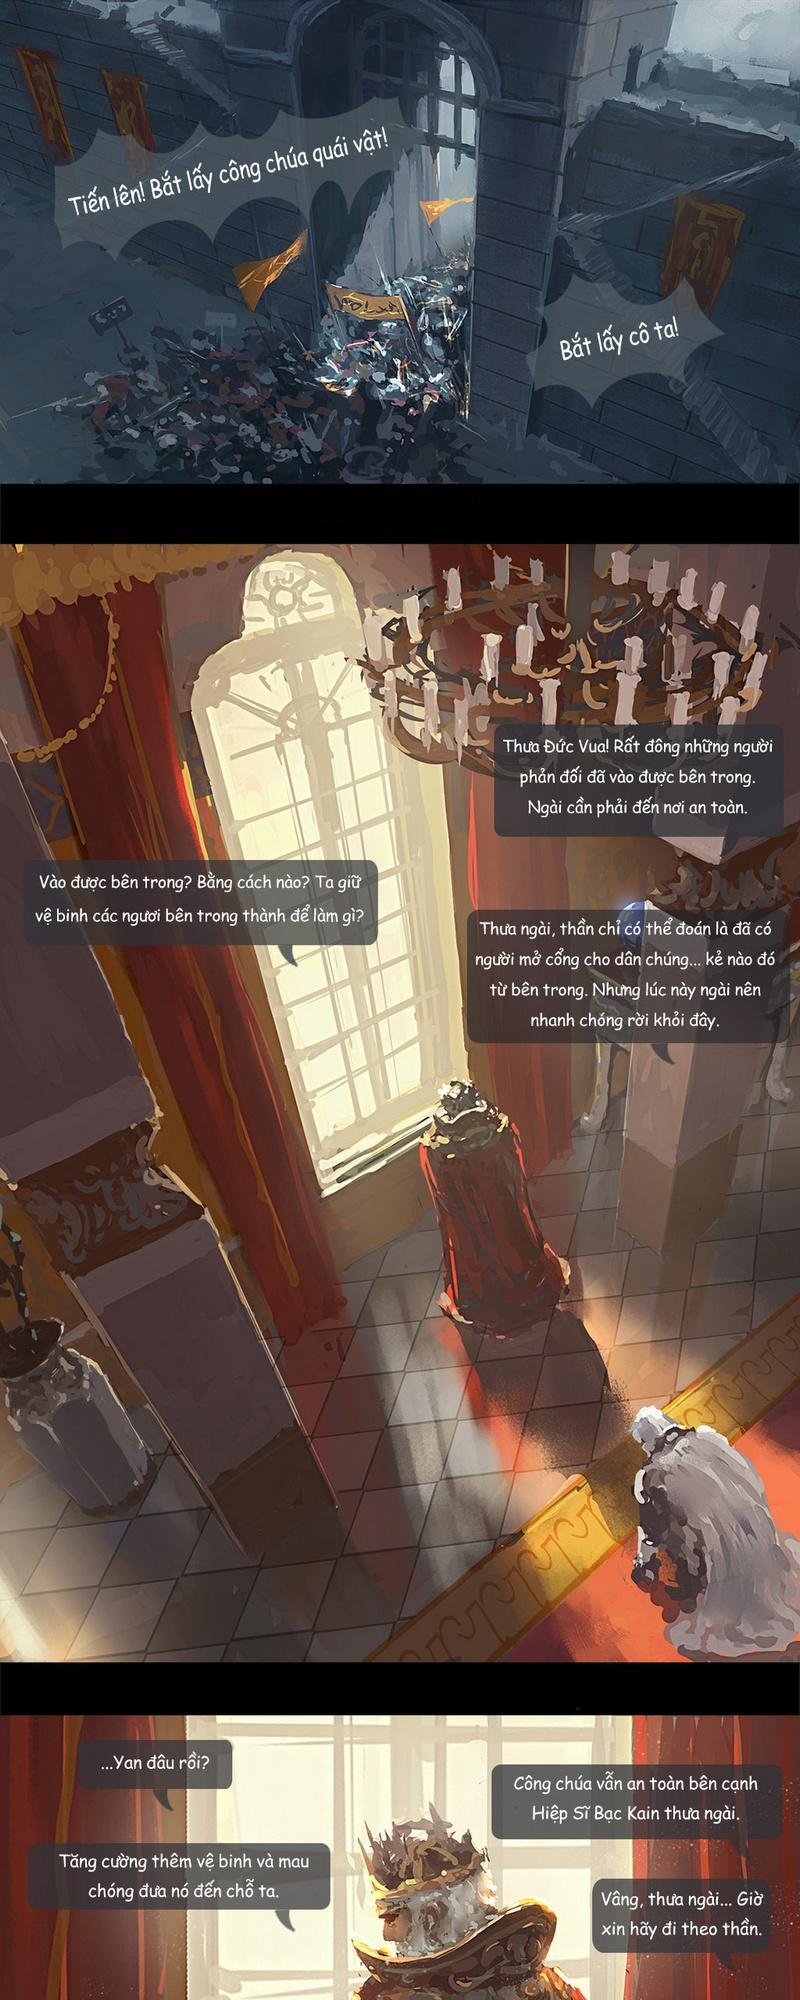 Tiến lên! Bắt lấy công chúa quái vật!
Bắt lấy cô ta!
Thưa Đức Vua! Rất đông những người
phản đối đã vào được bên trong.
Ngài cần phải đến nơi an toàn.
Vào được bên trong? Bằng cách nào? Ta giữ
vệ binh các ngươi bên trong thành để làm gì?
Thưa ngài, thần chỉ có thể đoán là đã có
người mở cổng cho dân chúng... kẻ nào đó
từ bên trong. Nhưng lúc này ngài nên
nhanh chóng rời khỏi đây.
...Yan đâu rồi?
Công chúa vẫn an toàn bên cạnh
Hiệp Sĩ Bạc Kain thưa ngài.
Tăng cường thêm vệ binh và mau
chóng đưa nó đến chỗ ta.
Vâng, thưa ngài... Giờ
xin hãy đi theo thần.